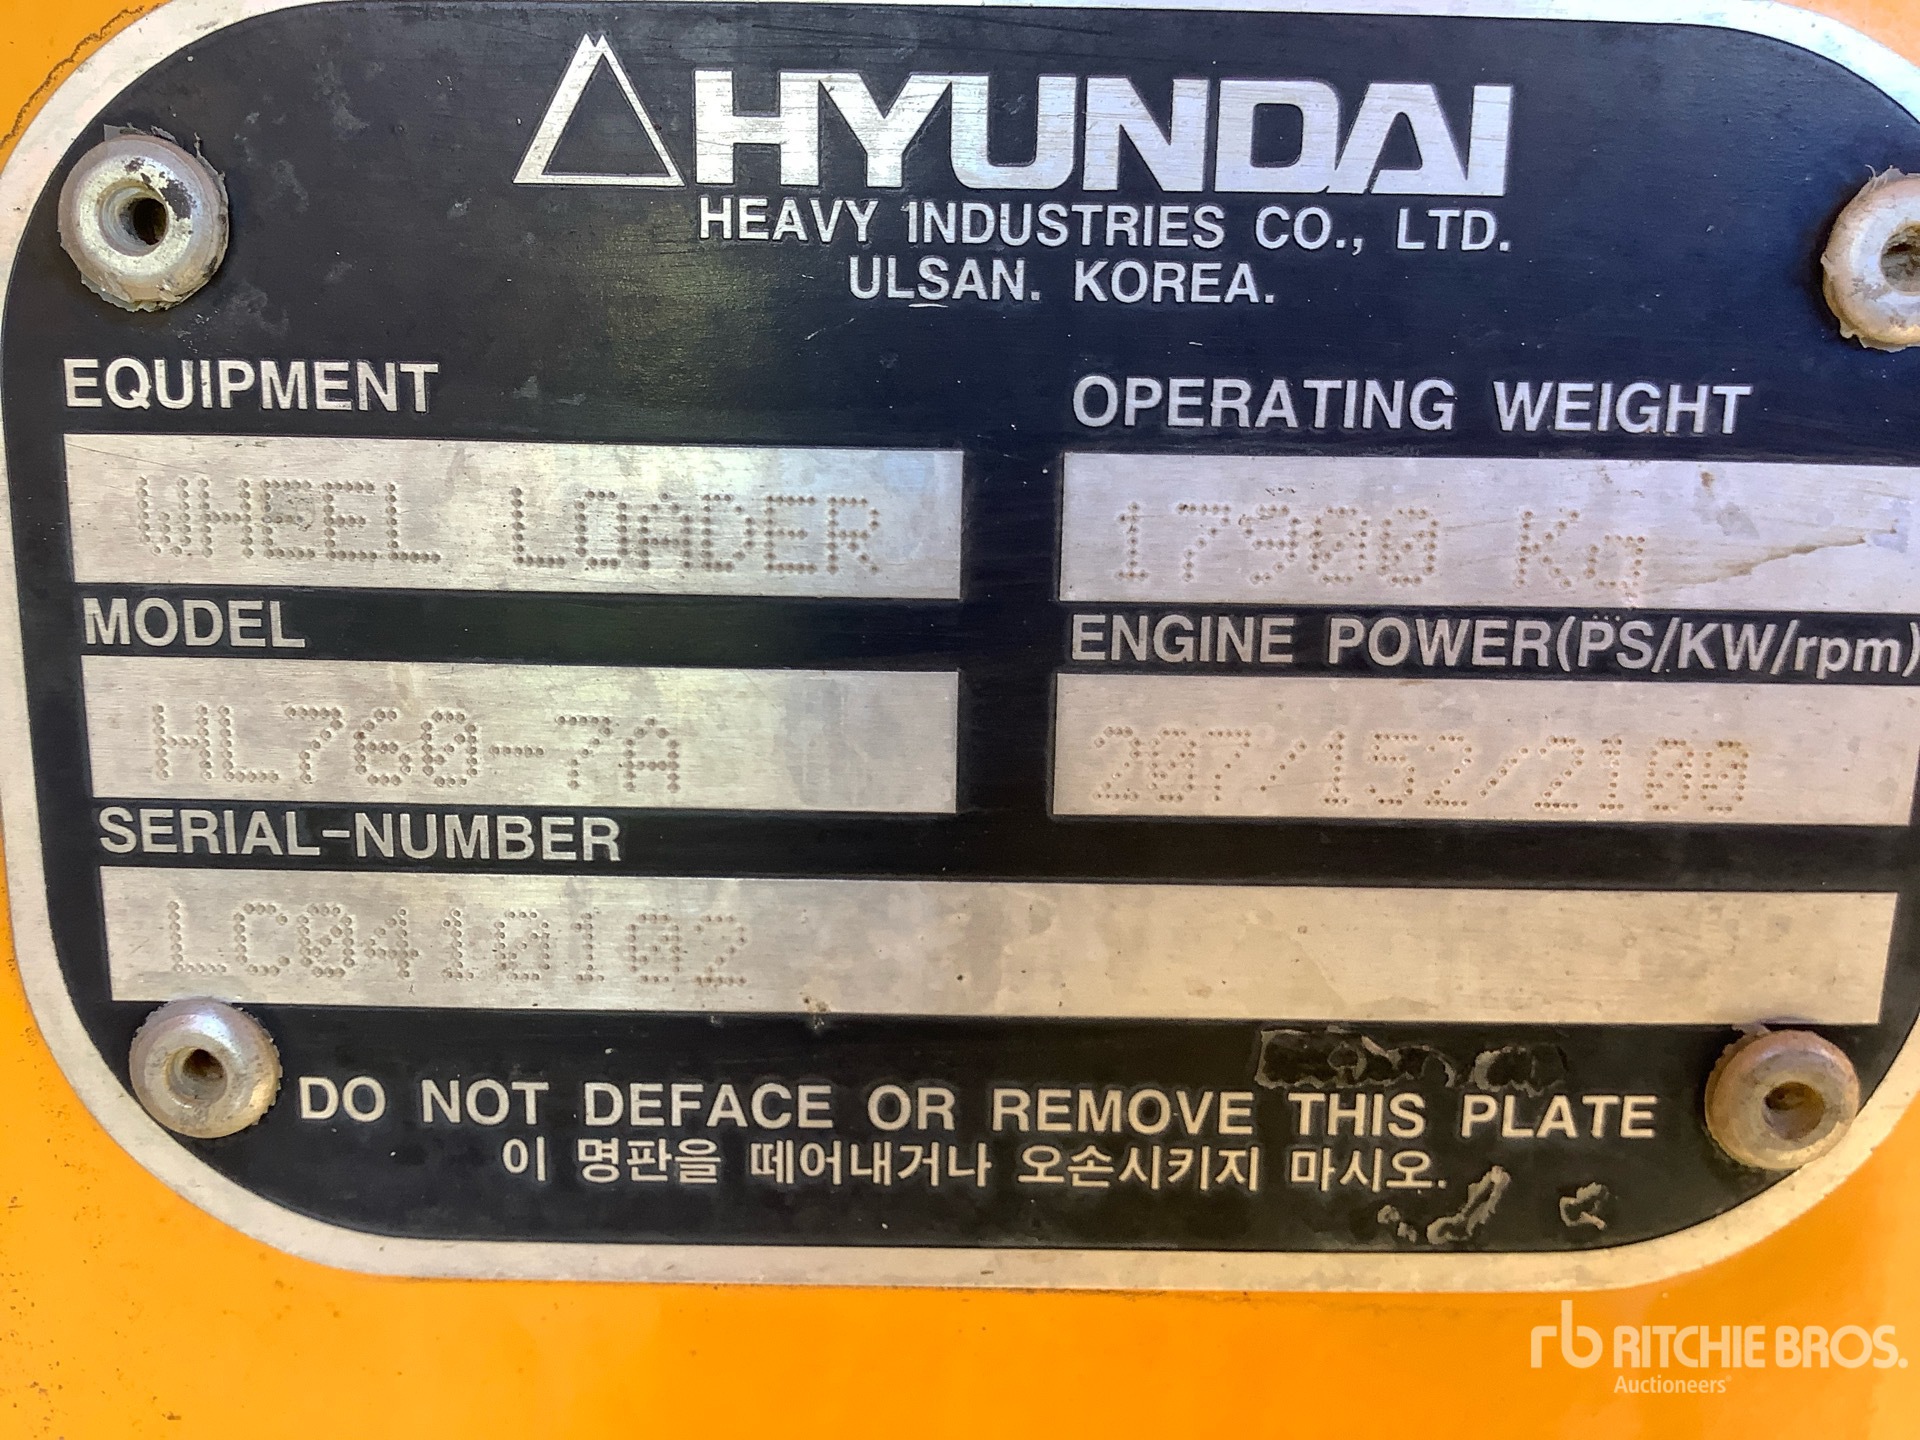 HYUNDAI
HEAVY INDUSTRIES CO., LTD.
ULSAN. KOREA.
EQUIPMENT
WHEEL LOADER
OPERATING WEIGHT
17900 Kg
MODEL
HL760-7A
ENGINE POWER(PS/KW/rpm)
207/152/2100
SERIAL-NUMBER
LC0410102
DO NOT DEFACE OR REMOVE THIS PLATE
이 명판을 떼어내거나 오손시키지 마시오.
rb RITCHIE BROS.
Auctioneers